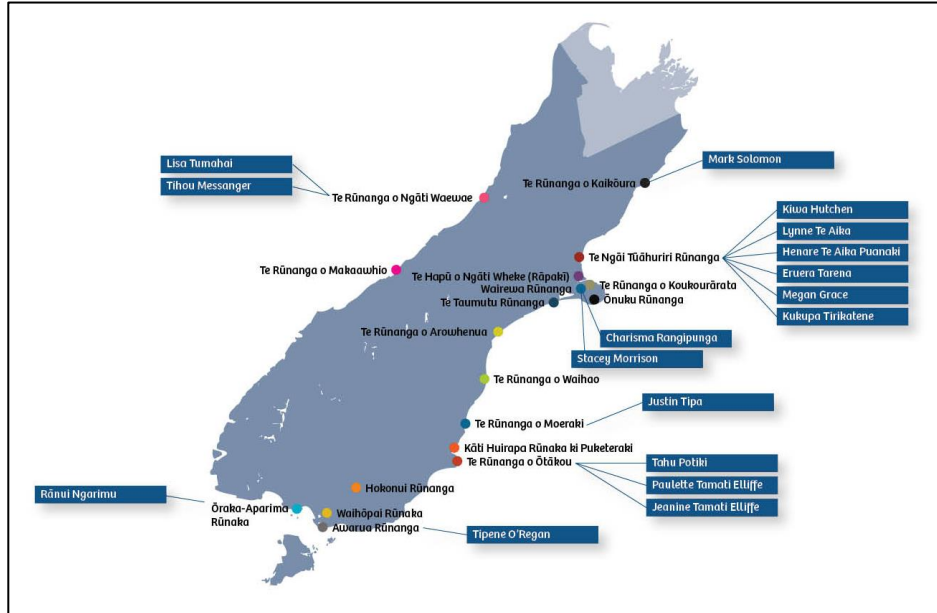 Lisa Tumahai
Tihou Messanger
Te Rūnanga o Ngāti Waewae
Te Rūnanga o Kaikōura
Mark Solomon
Kiwa Hutchen
Lynne Te Aika
Henare Te Aika Puanaki
Eruera Tarena
Megan Grace
Kukupa Tirikatene
Te Ngāi Tūāhuriri Rūnanga
Te Rūnanga o Makaawhio
Te Hapū o Ngāti Wheke (Rāpakī)
Wairewa Rūnanga
Te Rūnanga o Koukourārata
Te Taumutu Rūnanga
Ōnuku Rūnanga
Te Rūnanga o Arowhenua
Charisma Rangipunga
Stacey Morrison
Te Rūnanga o Waihao
Justin Tipa
Te Rūnanga o Moeraki
Kāti Huirapa Rūnaka ki Puketeraki
Te Rūnanga o Ōtākou
Tahu Potiki
Paulette Tamati Elliffe
Jeanine Tamati Elliffe
Hokonui Rūnanga
Rānui Ngarimu
Ōraka-Aparima
Rūnaka
Waihōpai Rūnaka
Awarua Rūnanga
Tipene O'Regan